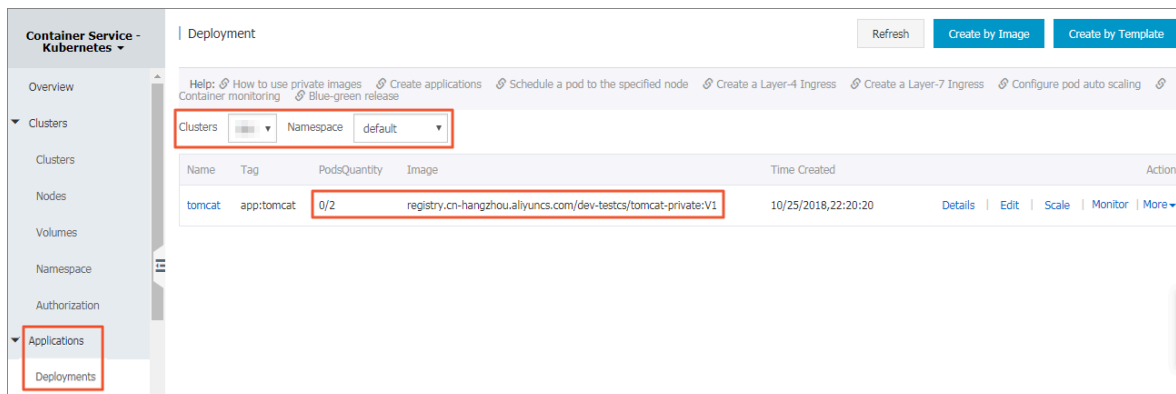 Container Service -
Kubernetes
Overview
Clusters
Clusters
Nodes
Volumes
Namespace
Authorization
Applications
Deployments
Deployment
Refresh
Create by Image
Create by Template
Help: How to use private images Create applications Schedule a pod to the specified node Create a Layer-4 Ingress Create a Layer-7 Ingress Configure pod auto scaling
Container monitoring Blue-green release
Clusters Namespace default
Name Tag PodsQuantity Image Time Created Action
tomcat app:tomcat 0/2 registry.cn-hangzhou.aliyuncs.com/dev-testcs/tomcat-private:V1 10/25/2018,22:20:20 Details | Edit | Scale | Monitor | More